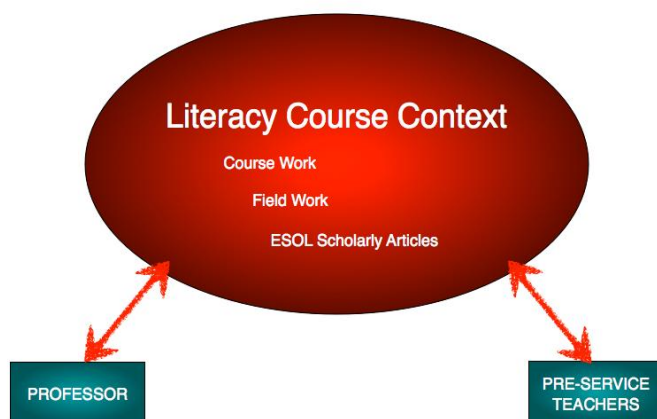 Literacy Course Context
Course Work
Field Work
ESOL Scholarly Articles
PROFESSOR
PRE-SERVICE
TEACHERS